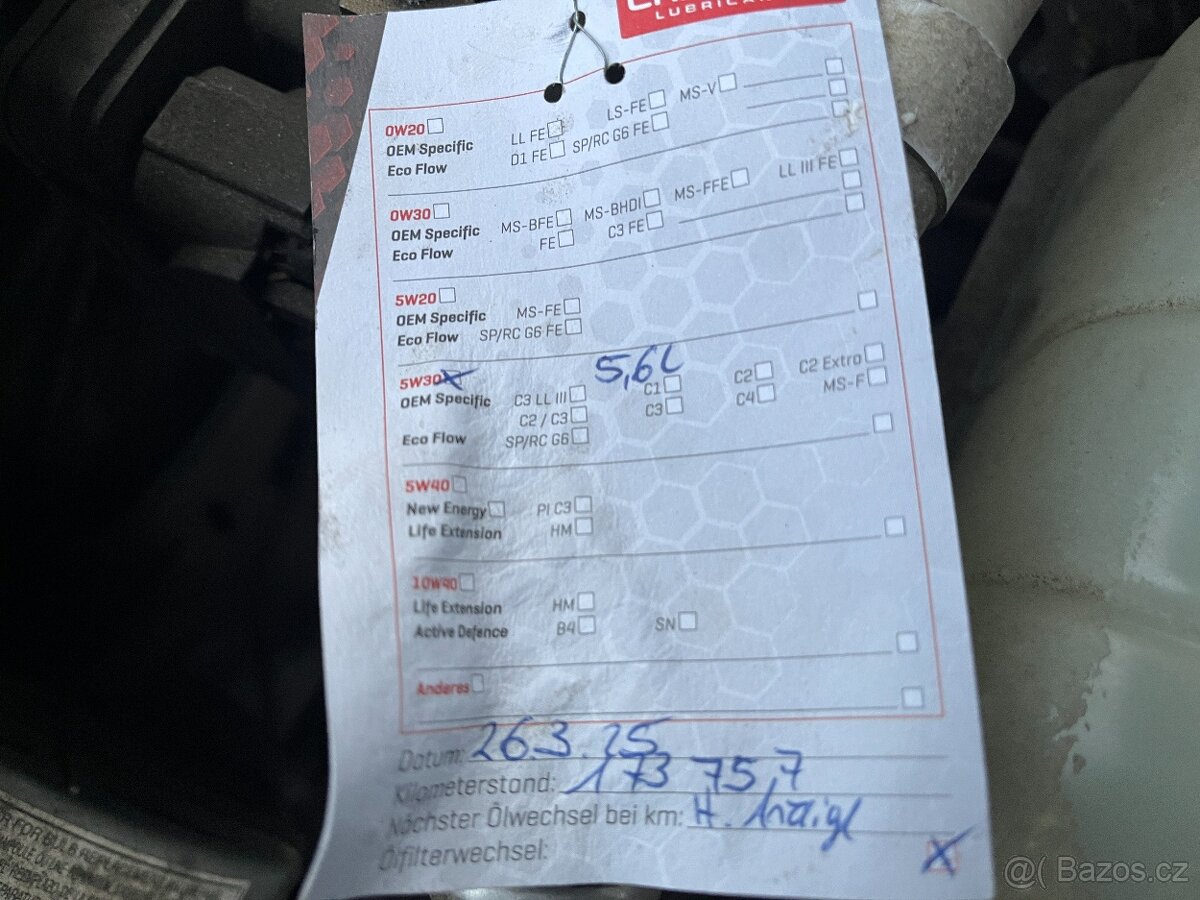 LUBRICA
0W20 LL FE LS-FE MS-V
OEM Specific D1 FE SP/RC G6 FE
Eco Flow
0W30 MS-BFE MS-BHDI MS-FFE LL III FE
OEM Specific FE C3 FE
Eco Flow
5W20
OEM Specific MS-FE
Eco Flow SP/RC G6 FE
5W30 5,6L
OEM Specific C3 LL III C1 C2 C2 Extra
C2 / C3 C3 C4 MS-F
Eco Flow SP/RC G6
5W40
New Energy PI C3
Life Extension HM
10W40
Life Extension HM
Active Defence B4 SN
Anderes
Datum: 26.3.25
Kilometerstand: 173 75,7
Nächster Ölwechsel bei km: H.
Ölfilterwechsel: X
@( Bazos.cz